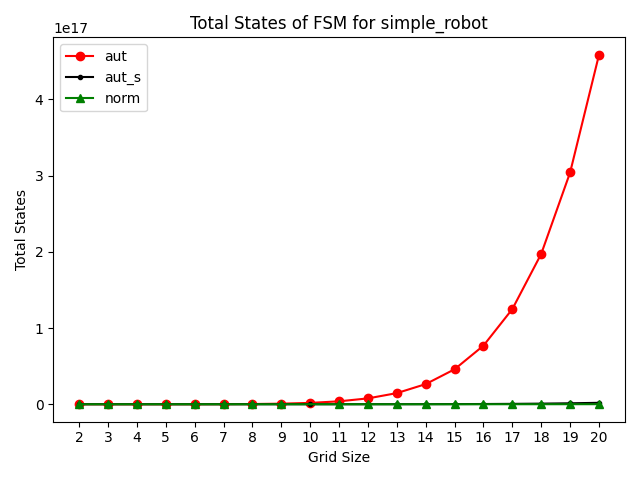 Total States of FSM for simple_robot
1e17
aut
aut_s
norm
4
3
2
1
0
Total States
2 3 4 5 6 7 8 9 10 11 12 13 14 15 16 17 18 19 20
Grid Size